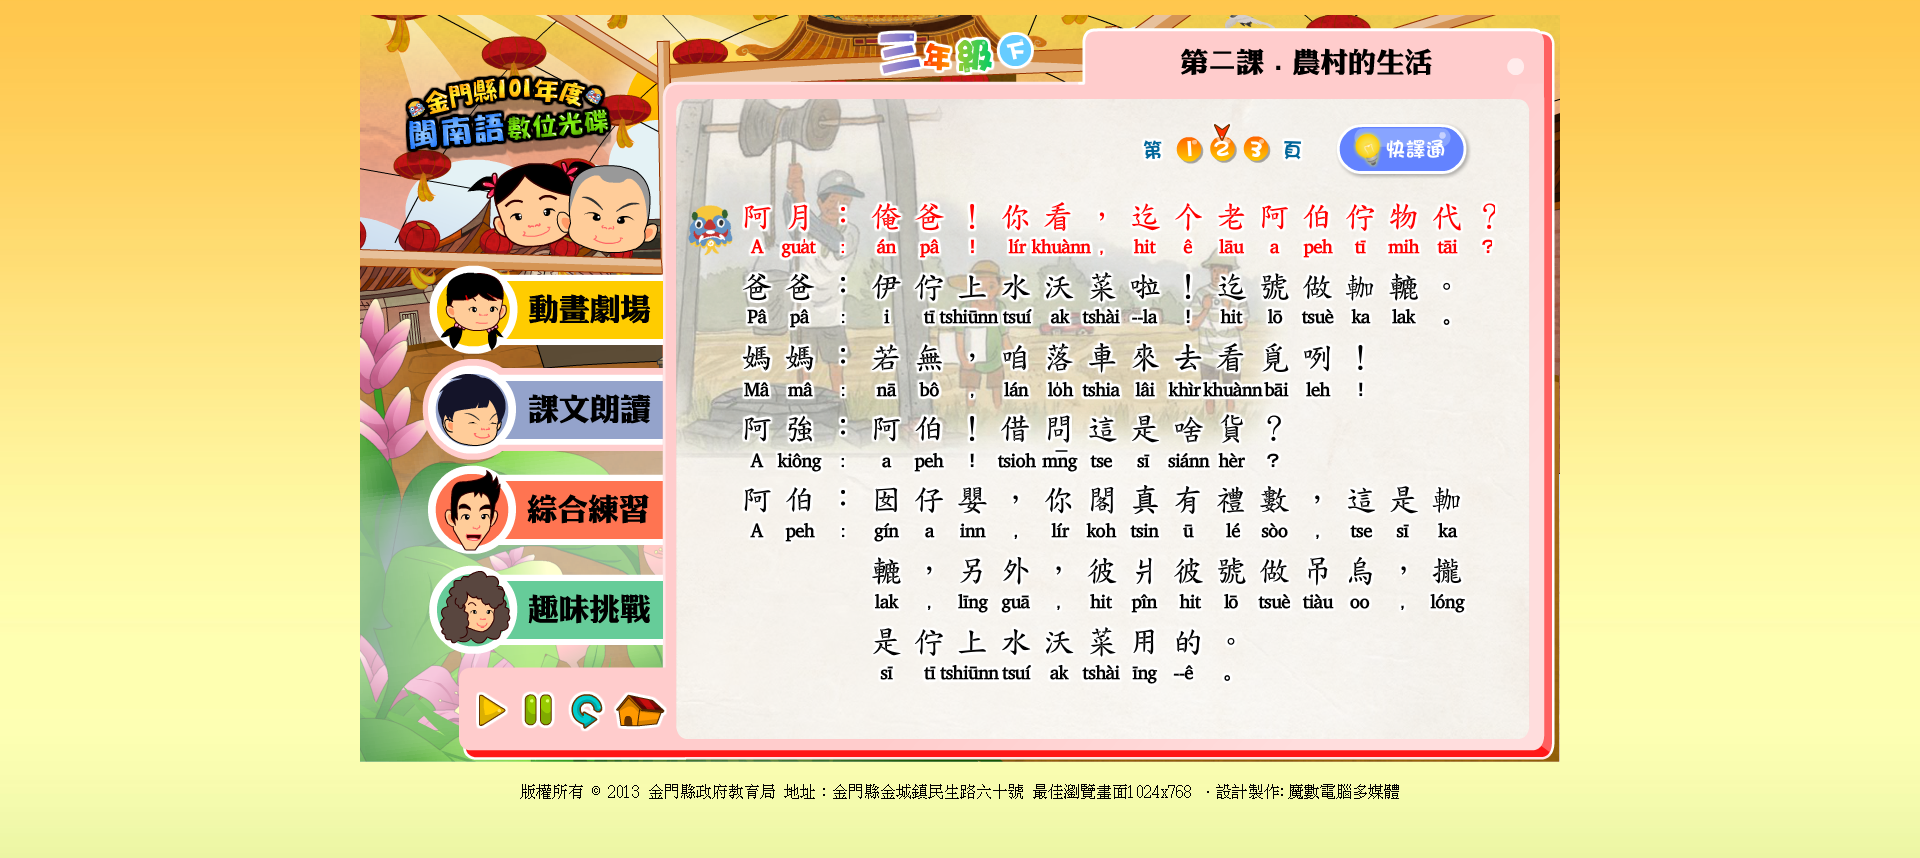 三年級下
第二課．農村的生活
金門縣101年度
閩南語數位光碟
第 1 2 3 頁
快譯通
阿月：俺爸！你看，迄个老阿伯佇物代？
A gua̍t : án pâ ! lír khuànn , hit ê lāu a peh tī mih tāi ?
爸爸：伊佇上水沃菜啦！迄號做軪轆。
Pâ pâ : i tī tshiūnn tsuí ak tshài --la ! hit lō tsuè ka lak 。
媽媽：若無，咱落車來去看覓咧！
Mâ mâ : nā bô , lán lo̍h tshia lâi khìr khuànn bāi leh !
阿強：阿伯！借問這是啥貨？
A kiông : a peh ! tsioh mn̄g tse sī siánn hèr ?
阿伯：囡仔嬰，你閣真有禮數，這是軪
A peh : gín a inn , lír koh tsin ū lé sòo , tse sī ka
轆，另外，彼爿彼號做吊烏，攏
lak , līng guā , hit pîn hit lō tsuè tiàu oo , lóng
是佇上水沃菜用的。
sī tī tshiūnn tsuí ak tshài īng --ê 。
動畫劇場
課文朗讀
綜合練習
趣味挑戰
版權所有 © 2013 金門縣政府教育局 地址：金門縣金城鎮民生路六十號 最佳瀏覽畫面1024x768 ．設計製作: 魔數電腦多媒體